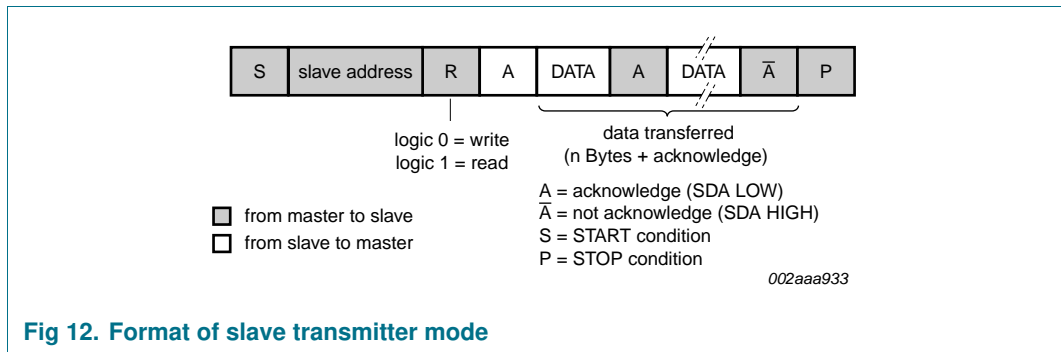 S slave address R A DATA A DATA A̅ P
logic 0 = write
logic 1 = read
data transferred
(n Bytes + acknowledge)
from master to slave
from slave to master
A = acknowledge (SDA LOW)
A̅ = not acknowledge (SDA HIGH)
S = START condition
P = STOP condition
002aaa933
Fig 12. Format of slave transmitter mode